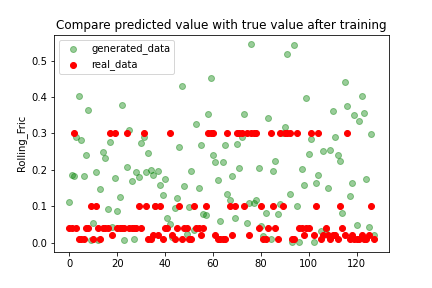 Compare predicted value with true value after training
generated_data
real_data
Rolling_Fric
0.5
0.4
0.3
0.2
0.1
0.0
0 20 40 60 80 100 120